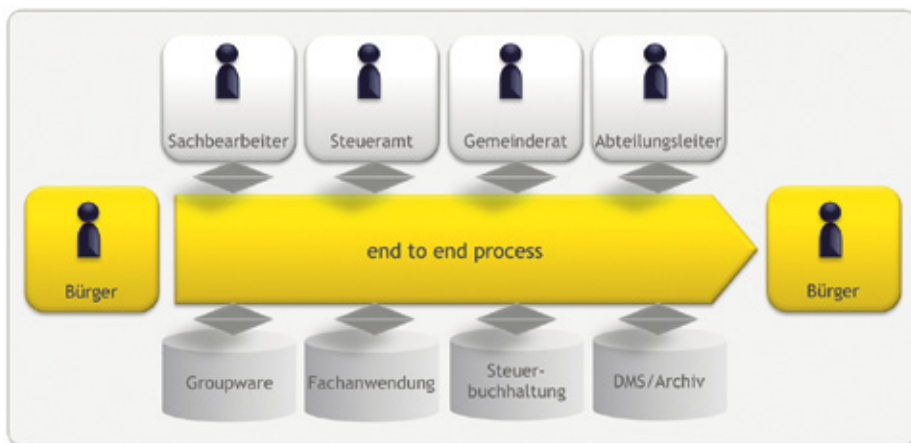 Sachbearbeiter
Steueramt
Gemeinderat
Abteilungsleiter
Bürger
end to end process
Bürger
Groupware
Fachanwendung
Steuer-
buchhaltung
DMS/Archiv